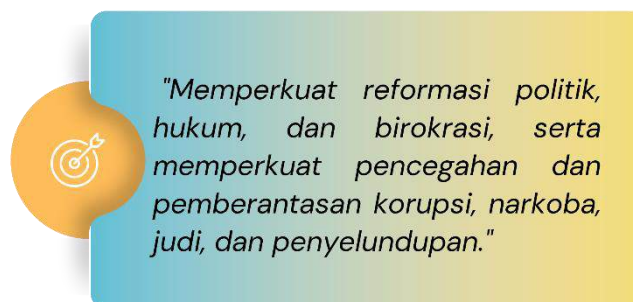 "Memperkuat reformasi politik,
hukum, dan birokrasi, serta
memperkuat pencegahan dan
pemberantasan korupsi, narkoba,
judi, dan penyelundupan."